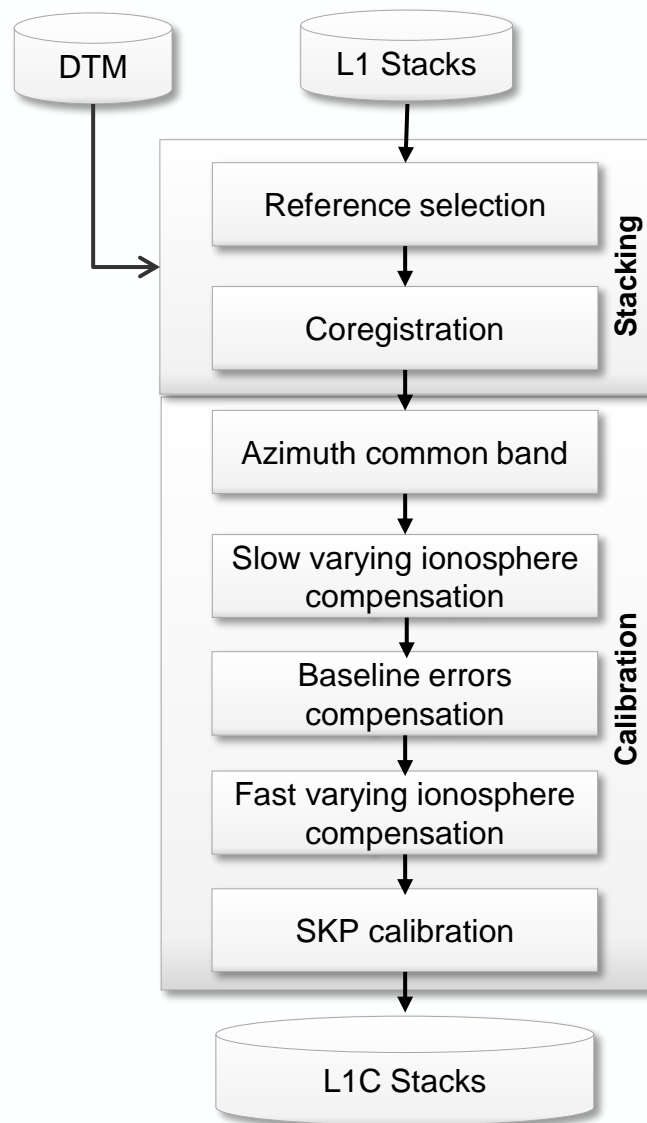 DTM
L1 Stacks
Reference selection
Coregistration
Stacking
Azimuth common band
Slow varying ionosphere
compensation
Baseline errors
compensation
Fast varying ionosphere
compensation
SKP calibration
Calibration
L1C Stacks